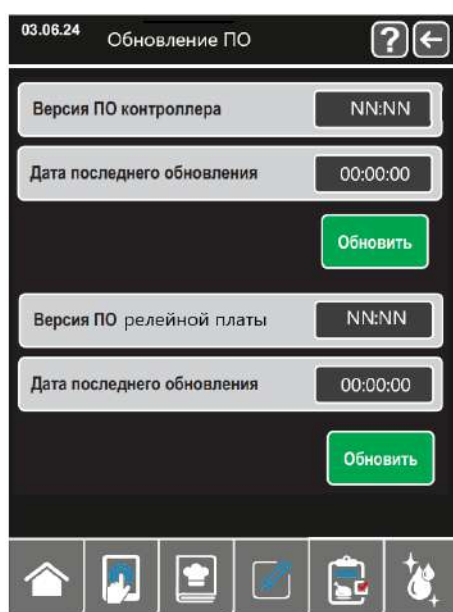 03.06.24 Обновление ПО ?
Версия ПО контроллера NN:NN
Дата последнего обновления 00:00:00
Обновить
Версия ПО релейной платы NN:NN
Дата последнего обновления 00:00:00
Обновить